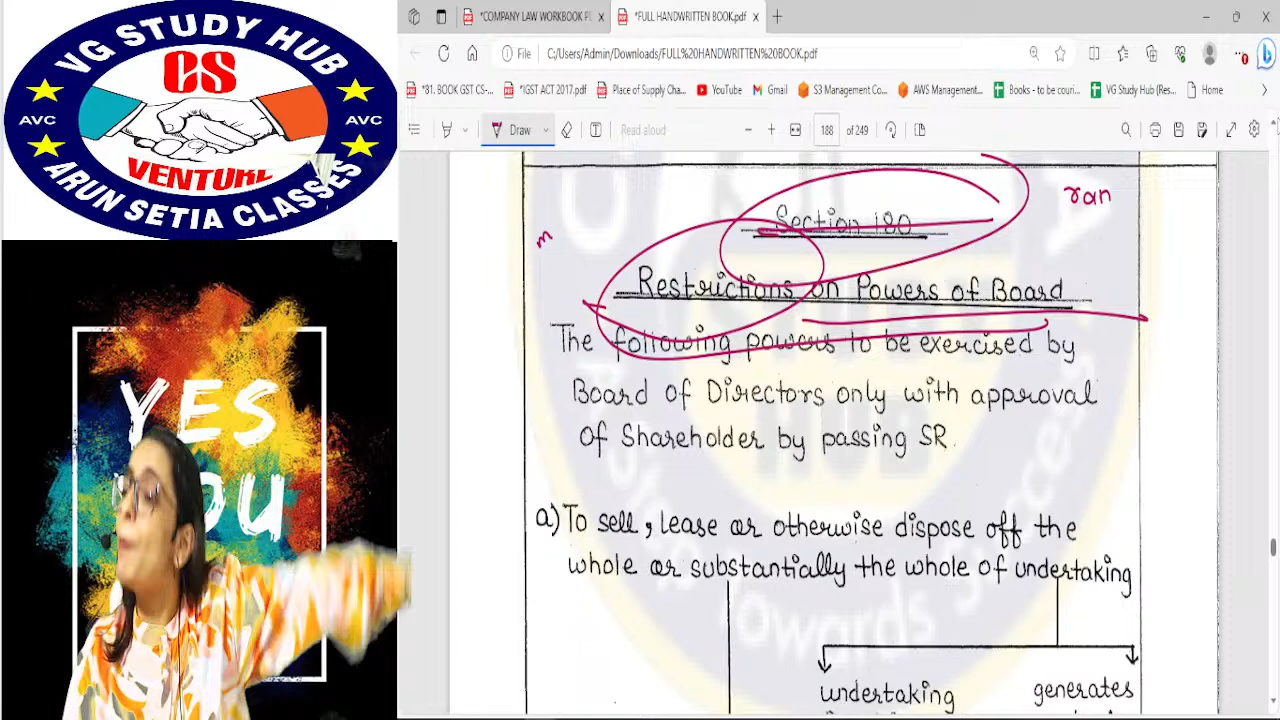 VG STUDY HUB
CS
AVC
AVC
VENTURE
ARUN SETIA CLASSES
YES
YOU
*COMPANY LAW WORKBOOK
*FULL HANDWRITTEN BOOK.pdf
File
C:/Users/Admin/Downloads/FULL%20HANDWRITTEN%20BOOK.pdf
*81. BOOK GST CS-...
*IGST ACT 2017.pdf
Place of Supply Cha...
YouTube
Gmail
S3 Management Co...
AWS Management...
Books - to be couri...
VG Study Hub (Res...
Home
Draw
Read aloud
188
of 249
Section 180
ran
m
Restrictions on Powers of Board
The following powers to be exercised by
Board of Directors only with approval
of Shareholder by passing SR.
a) To sell, lease or otherwise dispose off the
whole or substantially the whole of undertaking
undertaking generates